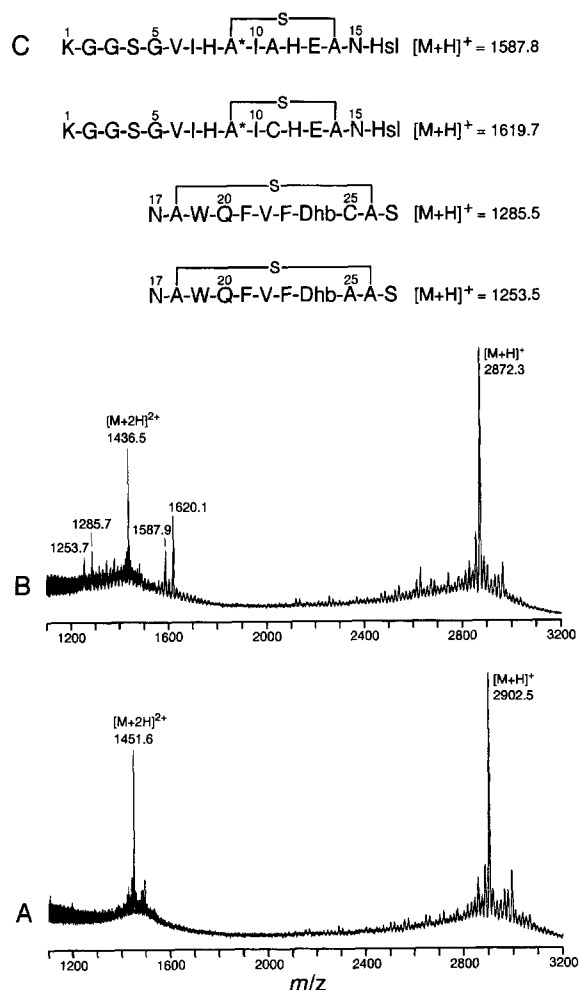 C
S
1 5 10 15
K-G-G-S-G-V-I-H-A*-I-A-H-E-A-N-Hsl [M+H]+ = 1587.8
S
1 5 10 15
K-G-G-S-G-V-I-H-A*-I-C-H-E-A-N-Hsl [M+H]+ = 1619.7
S
17 20 25
N-A-W-Q-F-V-F-Dhb-C-A-S [M+H]+ = 1285.5
S
17 20 25
N-A-W-Q-F-V-F-Dhb-A-A-S [M+H]+ = 1253.5
[M+H]+
2872.3
[M+2H]2+
1436.5
1620.1
1285.7 1587.9
1253.7
B
1200 1600 2000 2400 2800 3200
[M+H]+
2902.5
[M+2H]2+
1451.6
A
1200 1600 2000 2400 2800 3200
m/z